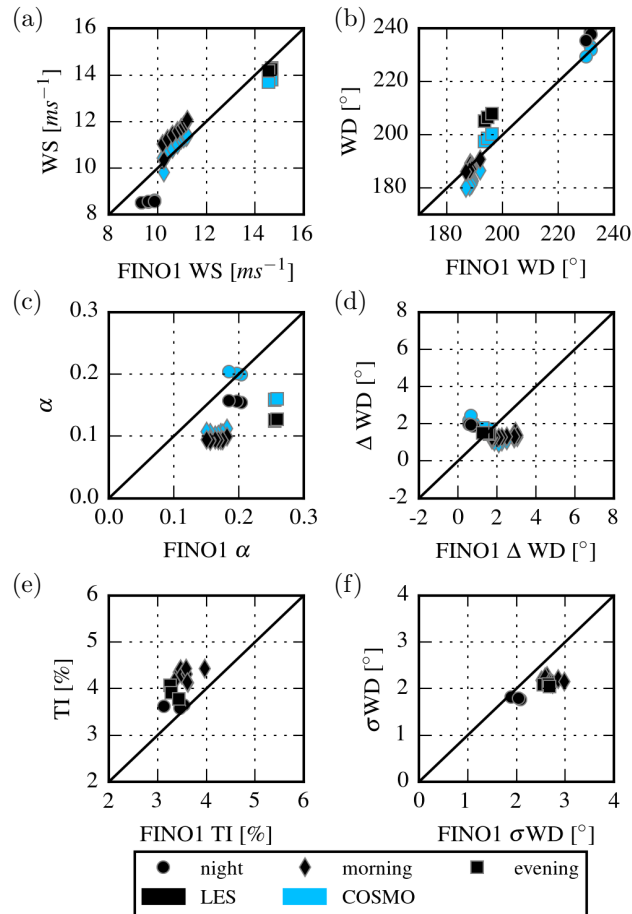 (a)
WS [ms⁻¹]
16
14
12
10
8
8 10 12 14 16
FINO1 WS [ms⁻¹]
(b)
WD [°]
240
220
200
180
180 200 220 240
FINO1 WD [°]
(c)
α
0.3
0.2
0.1
0.0
0.0 0.1 0.2 0.3
FINO1 α
(d)
Δ WD [°]
8
6
4
2
0
-2
-2 0 2 4 6 8
FINO1 Δ WD [°]
(e)
TI [%]
6
5
4
3
2
2 3 4 5 6
FINO1 TI [%]
(f)
σWD [°]
4
3
2
1
0
0 1 2 3 4
FINO1 σWD [°]
night morning evening
LES COSMO